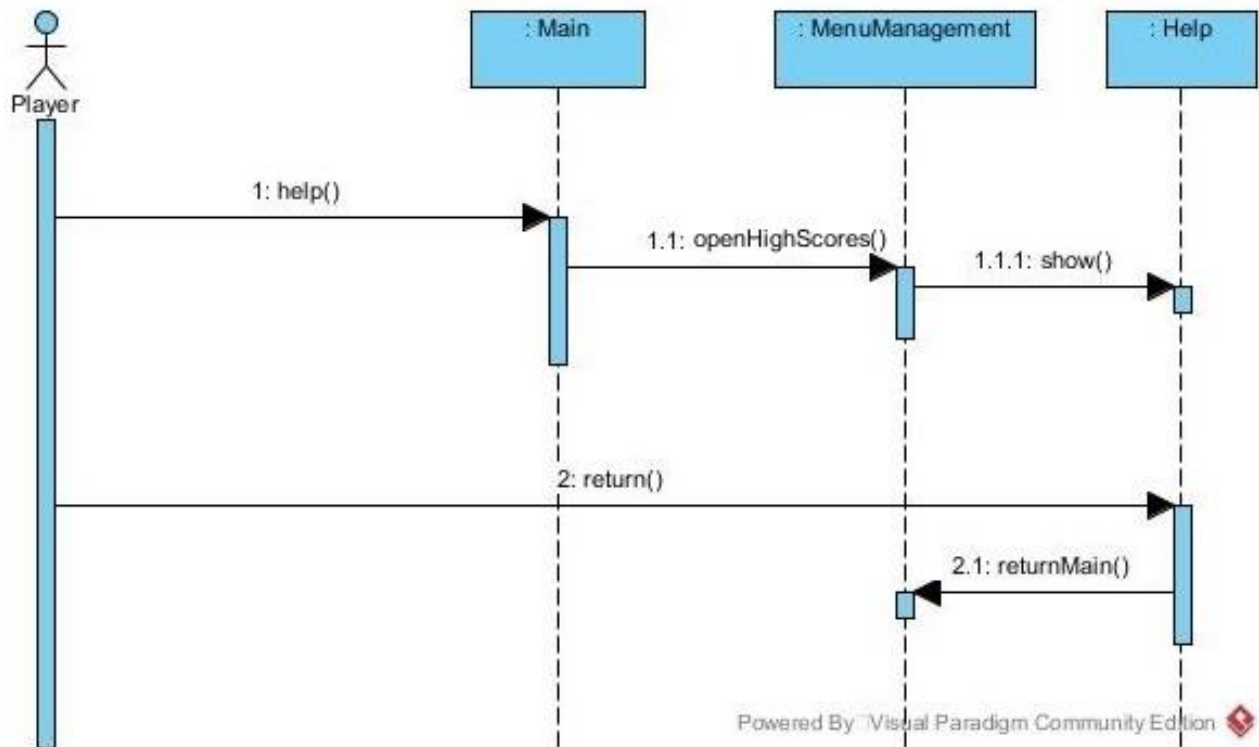 : Main
: MenuManagement
: Help
Player
1: help()
1.1: openHighScores()
1.1.1: show()
2: return()
2.1: returnMain()
Powered By Visual Paradigm Community Edition